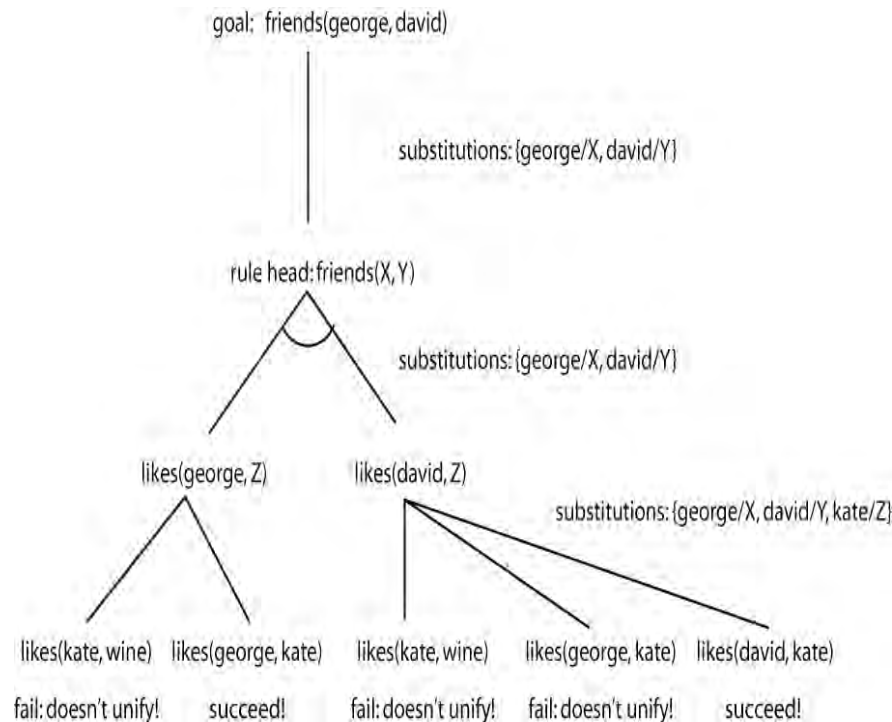 goal: friends(george, david)
substitutions: {george/X, david/Y}
rule head: friends(X, Y)
substitutions: {george/X, david/Y}
likes(george, Z) likes(david, Z)
substitutions: {george/X, david/Y, kate/Z}
likes(kate, wine) likes(george, kate) likes(kate, wine) likes(george, kate) likes(david, kate)
fail: doesn't unify! succeed! fail: doesn't unify! fail: doesn't unify! succeed!